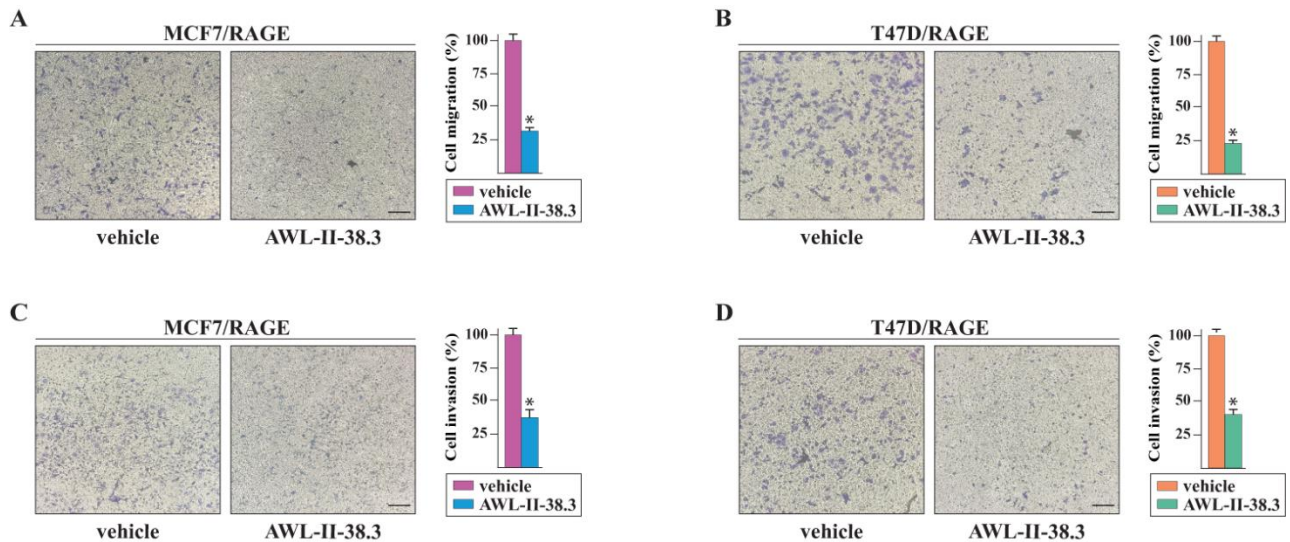 A
MCF7/RAGE
vehicle
AWL-II-38.3
Cell migration (%)
100
75
50
25
*
vehicle
AWL-II-38.3
B
T47D/RAGE
vehicle
AWL-II-38.3
Cell migration (%)
100
75
50
25
*
vehicle
AWL-II-38.3
C
MCF7/RAGE
vehicle
AWL-II-38.3
Cell invasion (%)
100
75
50
25
*
vehicle
AWL-II-38.3
D
T47D/RAGE
vehicle
AWL-II-38.3
Cell invasion (%)
100
75
50
25
*
vehicle
AWL-II-38.3